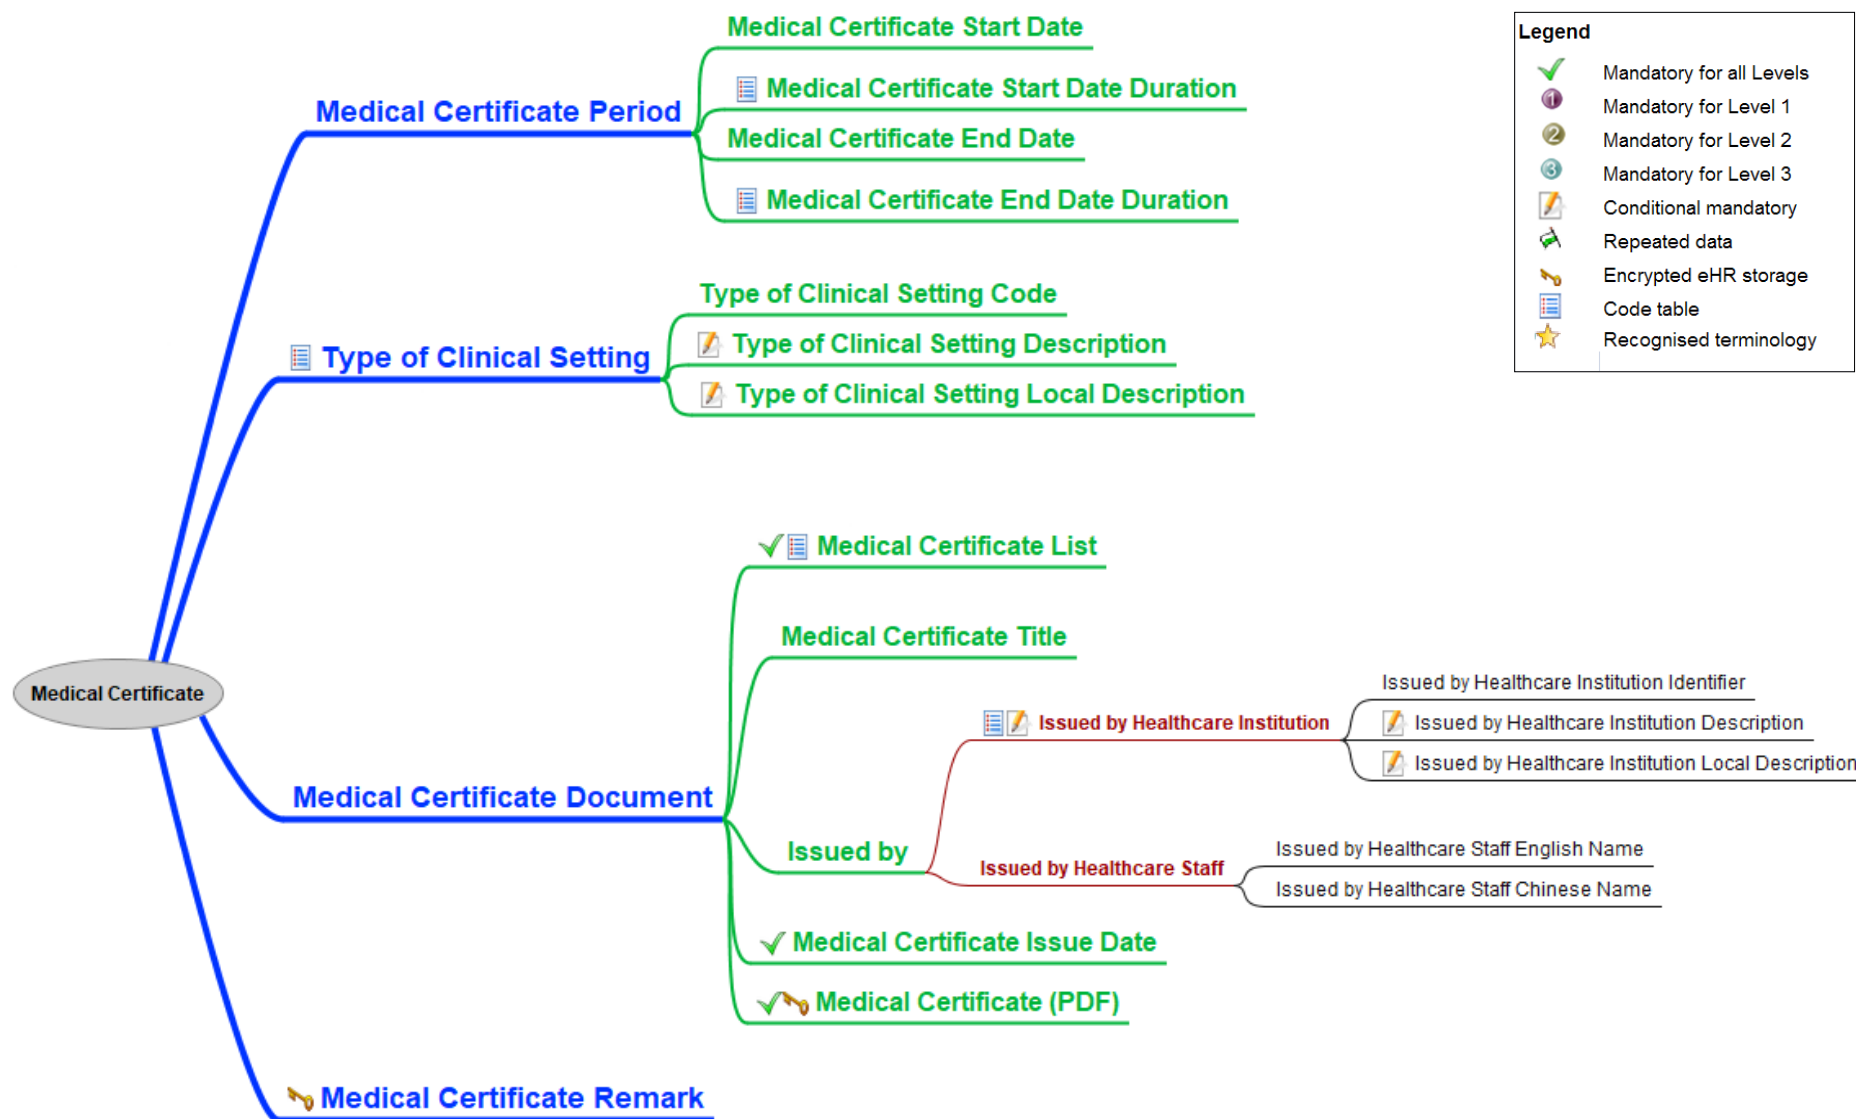 Medical Certificate Start Date
Medical Certificate Start Date Duration
Medical Certificate Period
Medical Certificate End Date
Medical Certificate End Date Duration
Type of Clinical Setting Code
Type of Clinical Setting
Type of Clinical Setting Description
Type of Clinical Setting Local Description
Medical Certificate List
Medical Certificate Title
Medical Certificate
Issued by Healthcare Institution Identifier
Issued by Healthcare Institution
Issued by Healthcare Institution Description
Issued by Healthcare Institution Local Description
Medical Certificate Document
Issued by
Issued by Healthcare Staff English Name
Issued by Healthcare Staff
Issued by Healthcare Staff Chinese Name
Medical Certificate Issue Date
Medical Certificate (PDF)
Medical Certificate Remark
Legend
Mandatory for all Levels
1 Mandatory for Level 1
2 Mandatory for Level 2
3 Mandatory for Level 3
Conditional mandatory
Repeated data
Encrypted eHR storage
Code table
Recognised terminology